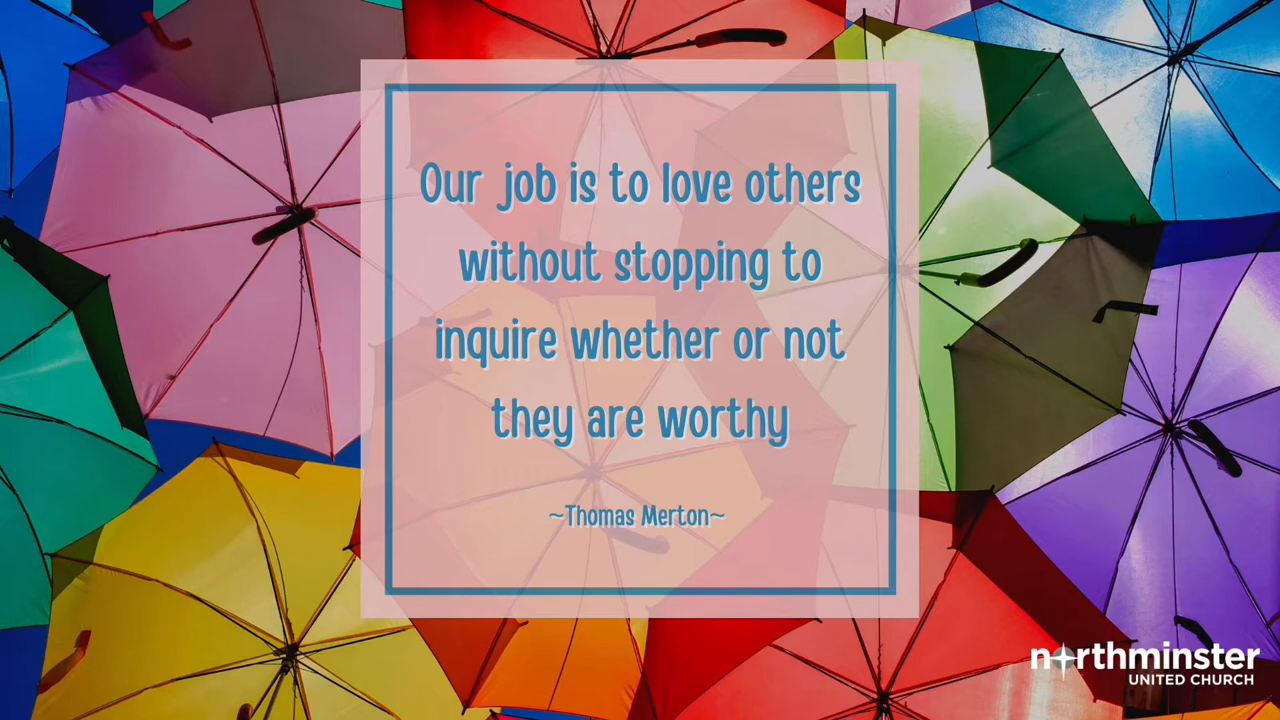 Our job is to love others
without stopping to
inquire whether or not
they are worthy
~Thomas Merton~
northminster
UNITED CHURCH